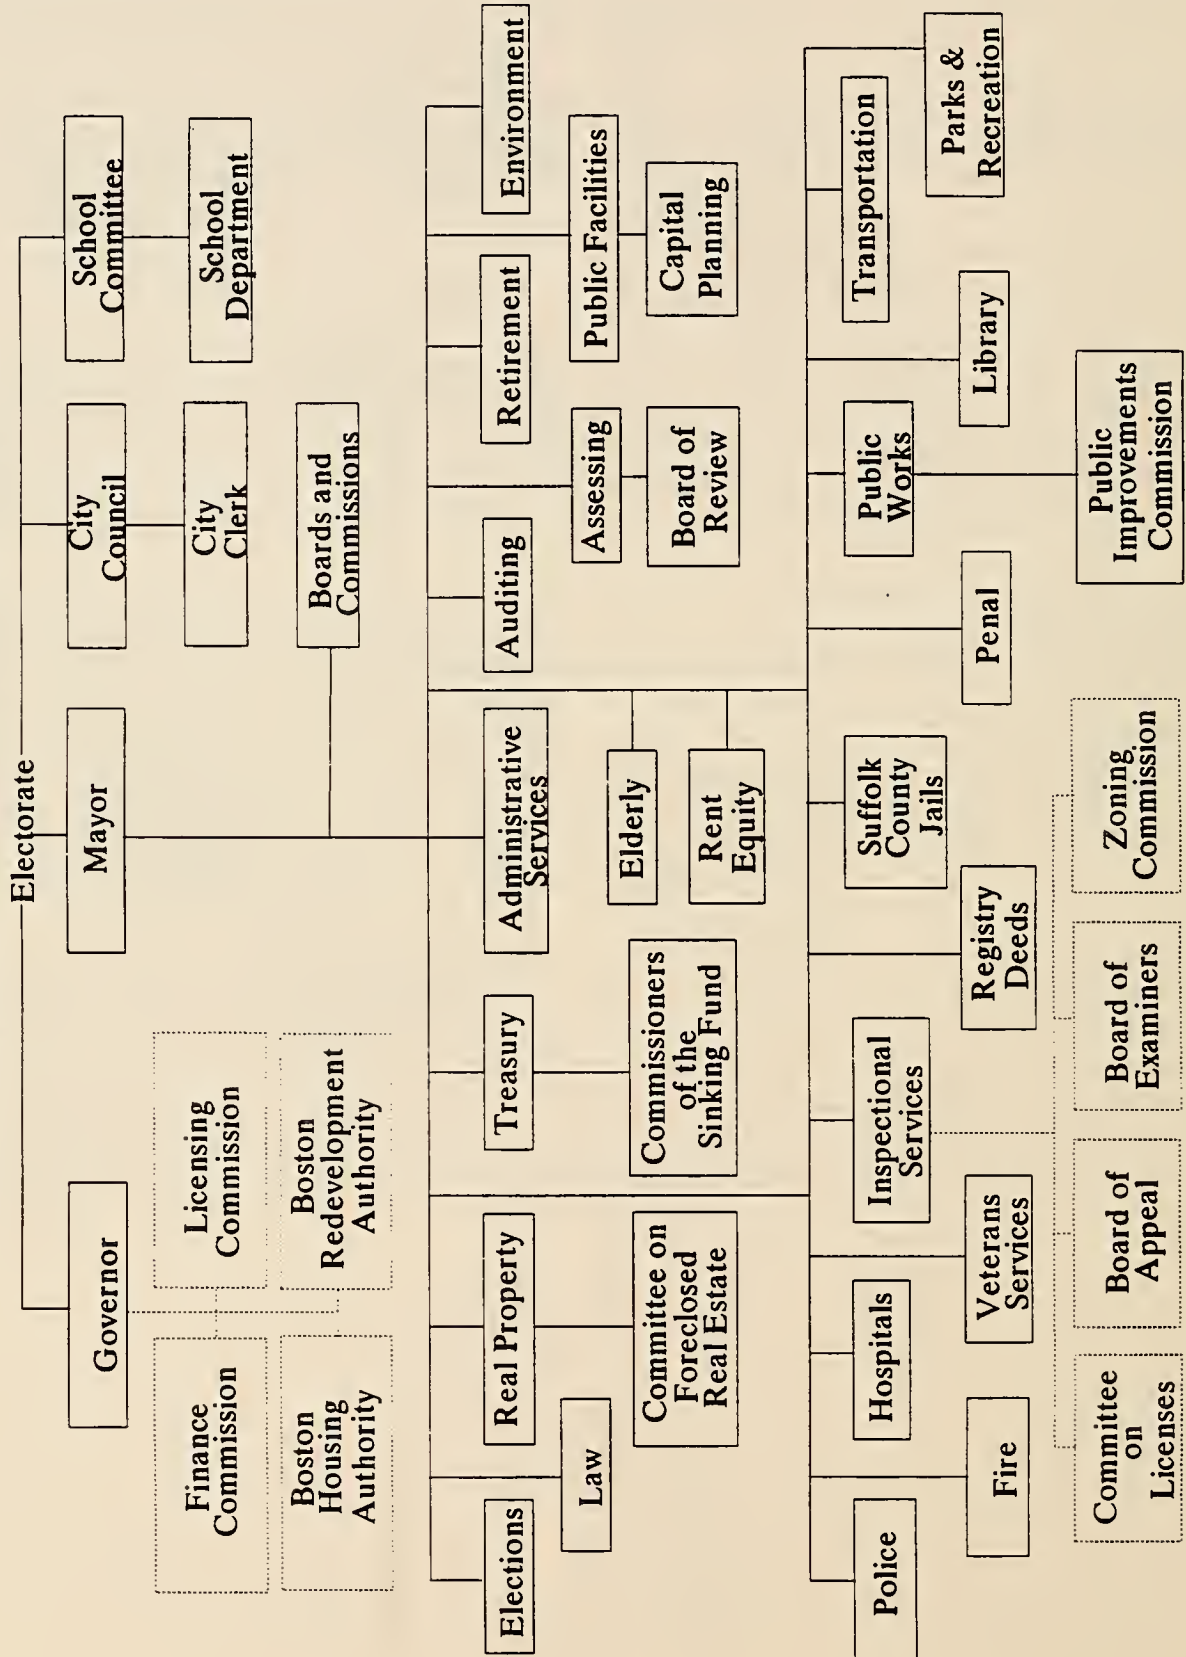 Electorate
Governor
Mayor
City
Council
School
Committee
Finance
Commission
Licensing
Commission
City
Clerk
School
Department
Boston
Housing
Authority
Boston
Redevelopment
Authority
Boards and
Commissions
Elections
Real Property
Treasury
Administrative
Services
Auditing
Retirement
Environment
Law
Assessing
Public Facilities
Committee on
Foreclosed
Real Estate
Commissioners
of the
Sinking Fund
Elderly
Board of
Review
Capital
Planning
Rent
Equity
Police
Hospitals
Inspectional
Services
Suffolk
County
Jails
Public
Works
Transportation
Fire
Veterans
Services
Registry
Deeds
Penal
Library
Parks &
Recreation
Committee
on
Licenses
Board of
Appeal
Board of
Examiners
Zoning
Commission
Public
Improvements
Commission